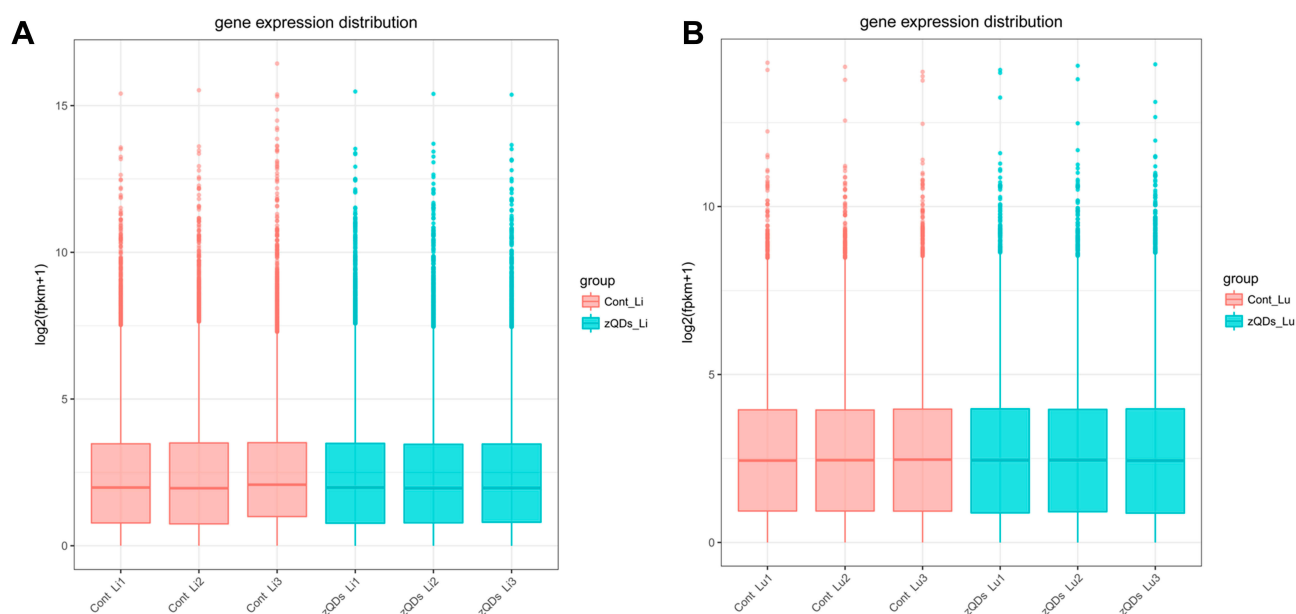 A
gene expression distribution
log2(fpkm+1)
15
10
5
0
Cont_Li1
Cont_Li2
Cont_Li3
zQDs_Li1
zQDs_Li2
zQDs_Li3
group
Cont_Li
zQDs_Li
B
gene expression distribution
log2(fpkm+1)
10
5
0
Cont_Lu1
Cont_Lu2
Cont_Lu3
zQDs_Lu1
zQDs_Lu2
zQDs_Lu3
group
Cont_Lu
zQDs_Lu